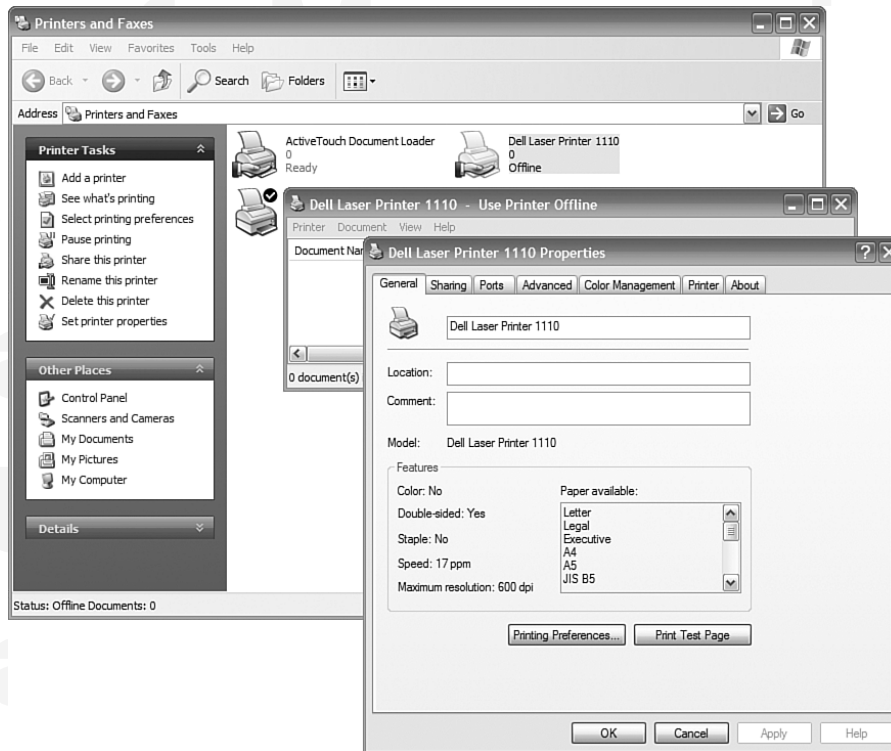 Printers and Faxes
File Edit View Favorites Tools Help
Back Search Folders
Address Printers and Faxes Go
Printer Tasks
Add a printer
See what's printing
Select printing preferences
Pause printing
Share this printer
Rename this printer
Delete this printer
Set printer properties
Other Places
Control Panel
Scanners and Cameras
My Documents
My Pictures
My Computer
Details
Status: Offline Documents: 0
ActiveTouch Document Loader
0
Ready
Dell Laser Printer 1110
0
Offline
Dell Laser Printer 1110 - Use Printer Offline
Printer Document View Help
Document Nar
0 document(s)
Dell Laser Printer 1110 Properties
General Sharing Ports Advanced Color Management Printer About
Dell Laser Printer 1110
Location:
Comment:
Model: Dell Laser Printer 1110
Features
Color: No
Double-sided: Yes
Staple: No
Speed: 17 ppm
Maximum resolution: 600 dpi
Paper available:
Letter
Legal
Executive
A4
A5
JIS B5
Printing Preferences... Print Test Page
OK Cancel Apply Help